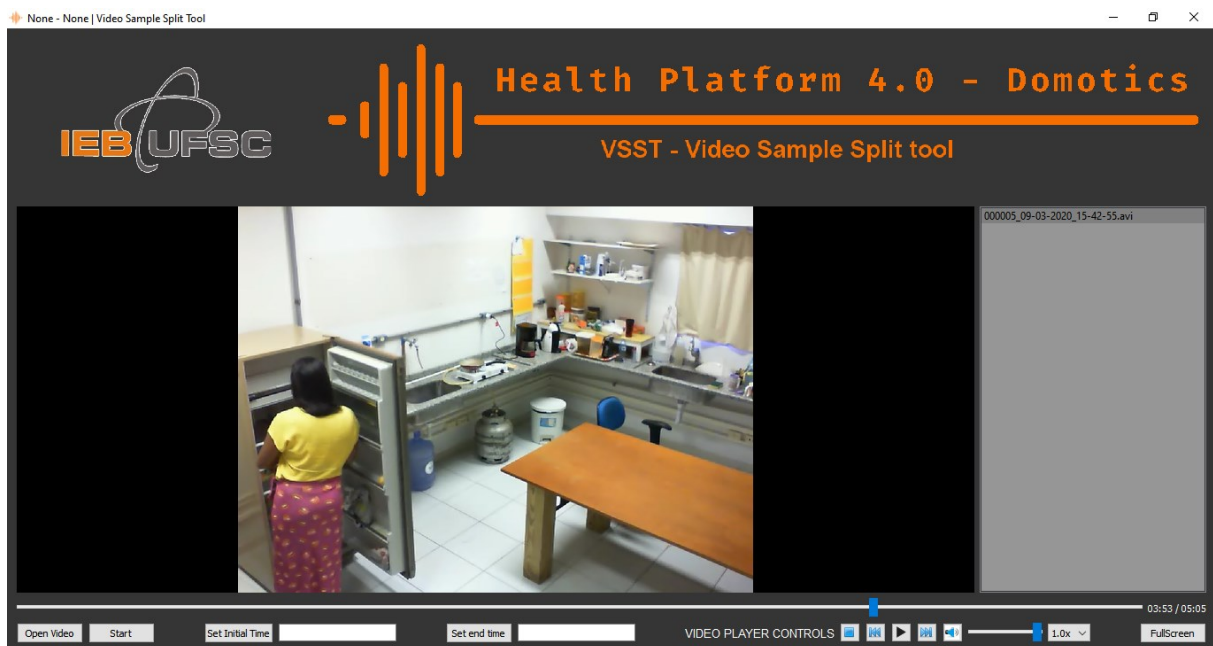 None - None | Video Sample Split Tool
IEB UFSC
Health Platform 4.0 - Domotics
VSST - Video Sample Split tool
000005_09-03-2020_15-42-55.avi
03:53 / 05:05
Open Video Start Set Initial Time Set end time VIDEO PLAYER CONTROLS 1.0x FullScreen